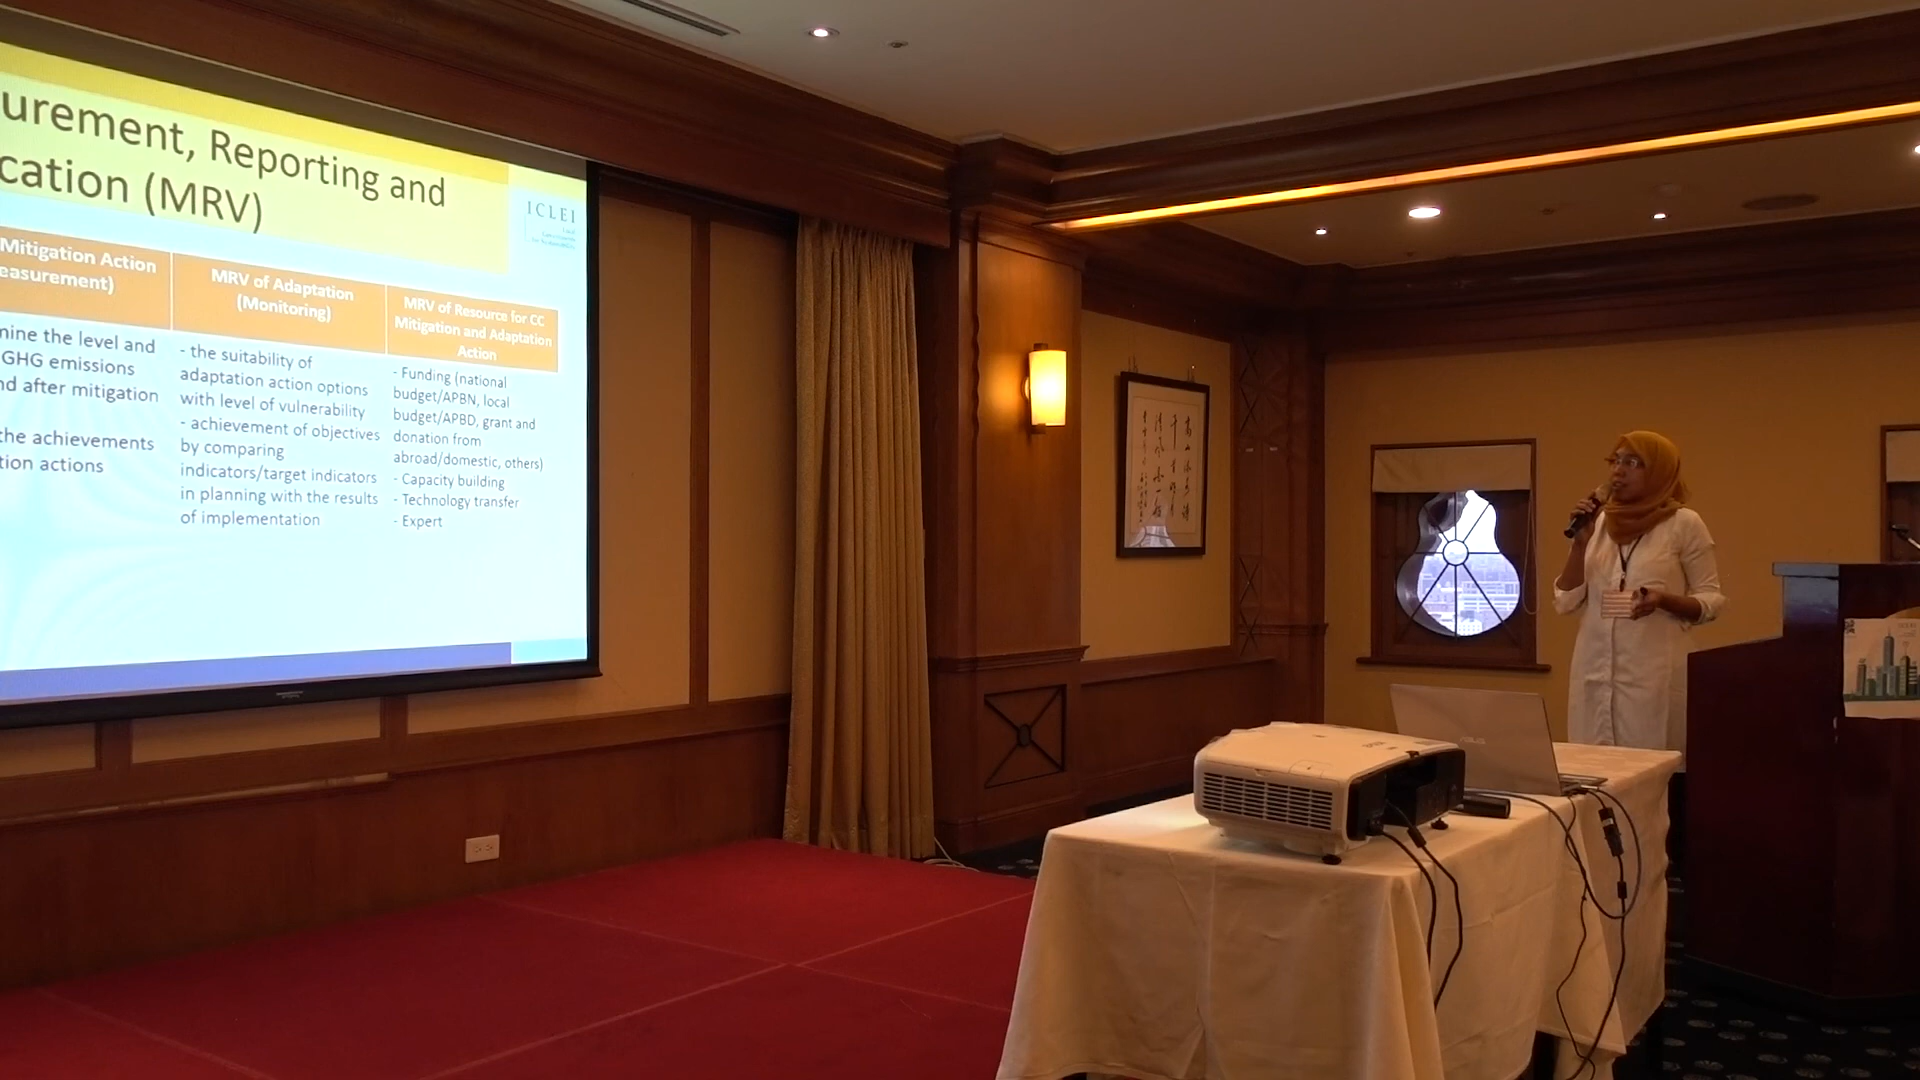 urement, Reporting and
cation (MRV)
ICLEI
Mitigation Action
easurement)
MRV of Adaptation
(Monitoring)
MRV of Resource for CC
Mitigation and Adaptation
Action
mine the level and
GHG emissions
nd after mitigation
the achievements
tion actions
- the suitability of
adaptation action options
with level of vulnerability
- achievement of objectives
by comparing
indicators/target indicators
in planning with the results
of implementation
- Funding (national
budget/APBN, local
budget/APBD, grant and
donation from
abroad/domestic, others)
- Capacity building
- Technology transfer
- Expert
ASUS
EPSON